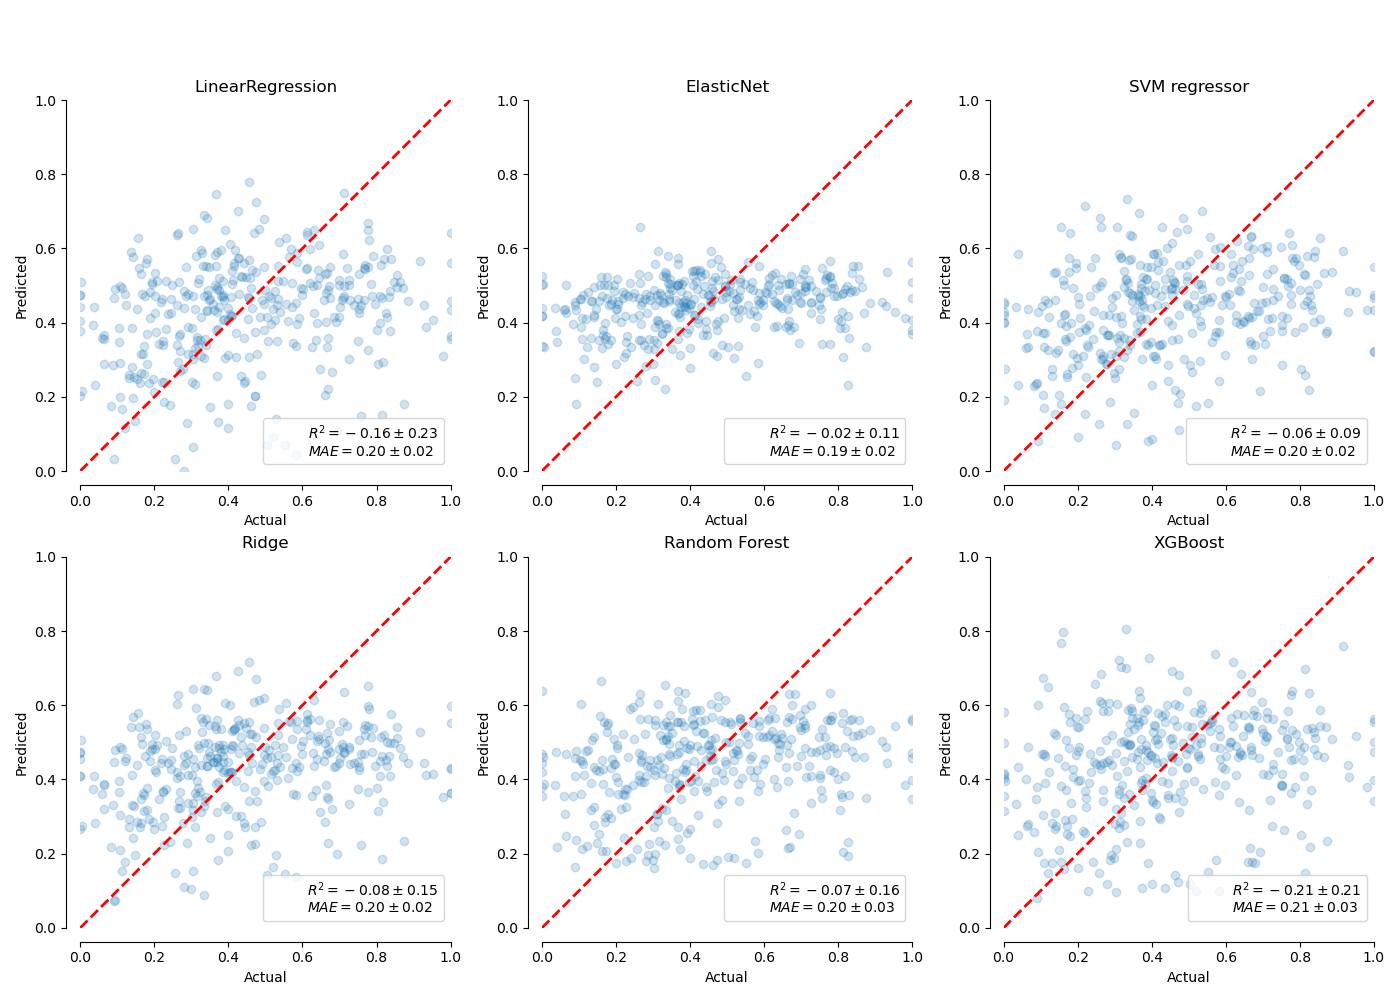 LinearRegression
ElasticNet
SVM regressor
1.0
0.8
0.6
0.4
0.2
0.0
Predicted
R² = −0.16 ± 0.23
MAE = 0.20 ± 0.02
0.0 0.2 0.4 0.6 0.8 1.0
Actual
1.0
0.8
0.6
0.4
0.2
0.0
Predicted
R² = −0.02 ± 0.11
MAE = 0.19 ± 0.02
0.0 0.2 0.4 0.6 0.8 1.0
Actual
1.0
0.8
0.6
0.4
0.2
0.0
Predicted
R² = −0.06 ± 0.09
MAE = 0.20 ± 0.02
0.0 0.2 0.4 0.6 0.8 1.0
Actual
Ridge
Random Forest
XGBoost
1.0
0.8
0.6
0.4
0.2
0.0
Predicted
R² = −0.08 ± 0.15
MAE = 0.20 ± 0.02
0.0 0.2 0.4 0.6 0.8 1.0
Actual
1.0
0.8
0.6
0.4
0.2
0.0
Predicted
R² = −0.07 ± 0.16
MAE = 0.20 ± 0.03
0.0 0.2 0.4 0.6 0.8 1.0
Actual
1.0
0.8
0.6
0.4
0.2
0.0
Predicted
R² = −0.21 ± 0.21
MAE = 0.21 ± 0.03
0.0 0.2 0.4 0.6 0.8 1.0
Actual